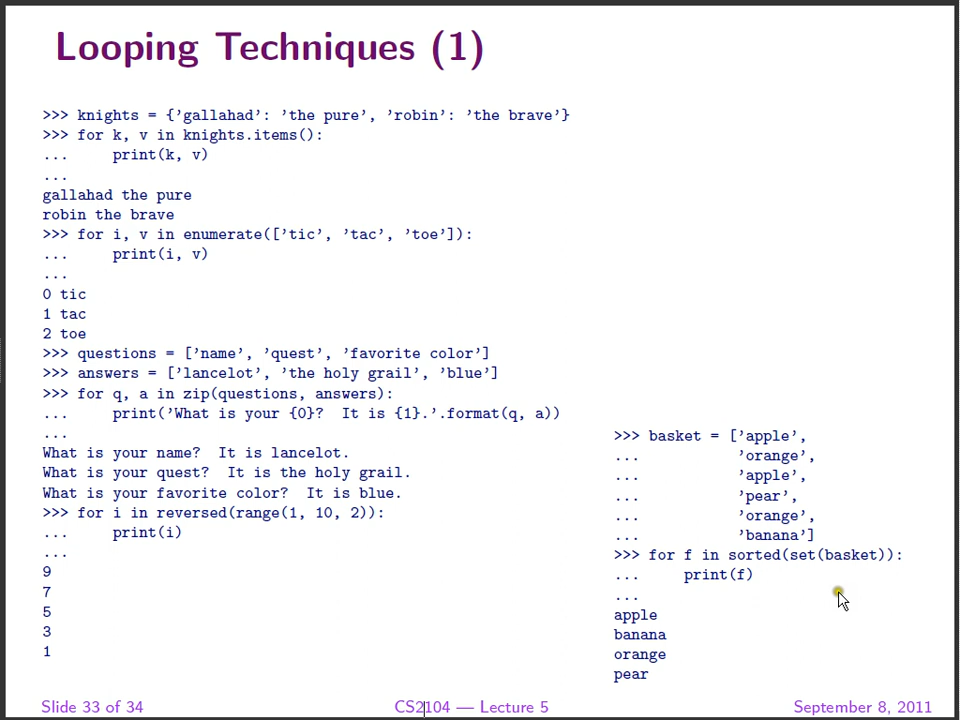 Looping Techniques (1)
>>> knights = {’gallahad’: ’the pure’, ’robin’: ’the brave’}
>>> for k, v in knights.items():
...     print(k, v)
...
gallahad the pure
robin the brave
>>> for i, v in enumerate([’tic’, ’tac’, ’toe’]):
...     print(i, v)
...
0 tic
1 tac
2 toe
>>> questions = [’name’, ’quest’, ’favorite color’]
>>> answers = [’lancelot’, ’the holy grail’, ’blue’]
>>> for q, a in zip(questions, answers):
...     print(’What is your {0}?  It is {1}.’.format(q, a))
...
What is your name?  It is lancelot.
What is your quest?  It is the holy grail.
What is your favorite color?  It is blue.
>>> for i in reversed(range(1, 10, 2)):
...     print(i)
...
9
7
5
3
1
>>> basket = [’apple’,
...           ’orange’,
...           ’apple’,
...           ’pear’,
...           ’orange’,
...           ’banana’]
>>> for f in sorted(set(basket)):
...     print(f)
...
apple
banana
orange
pear
Slide 33 of 34
CS2104 — Lecture 5
September 8, 2011